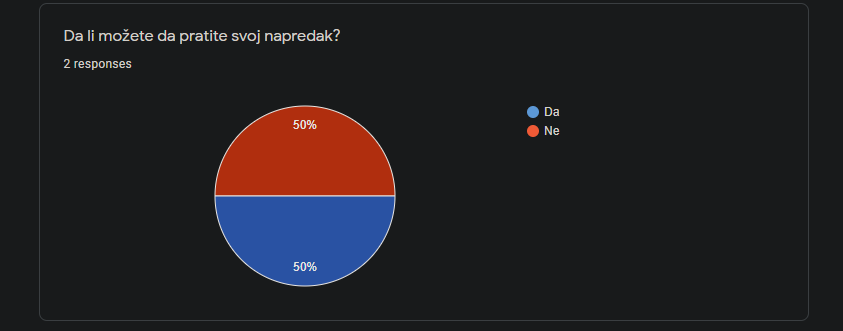 Da li možete da pratite svoj napredak?
2 responses
50%
Da
Ne
50%